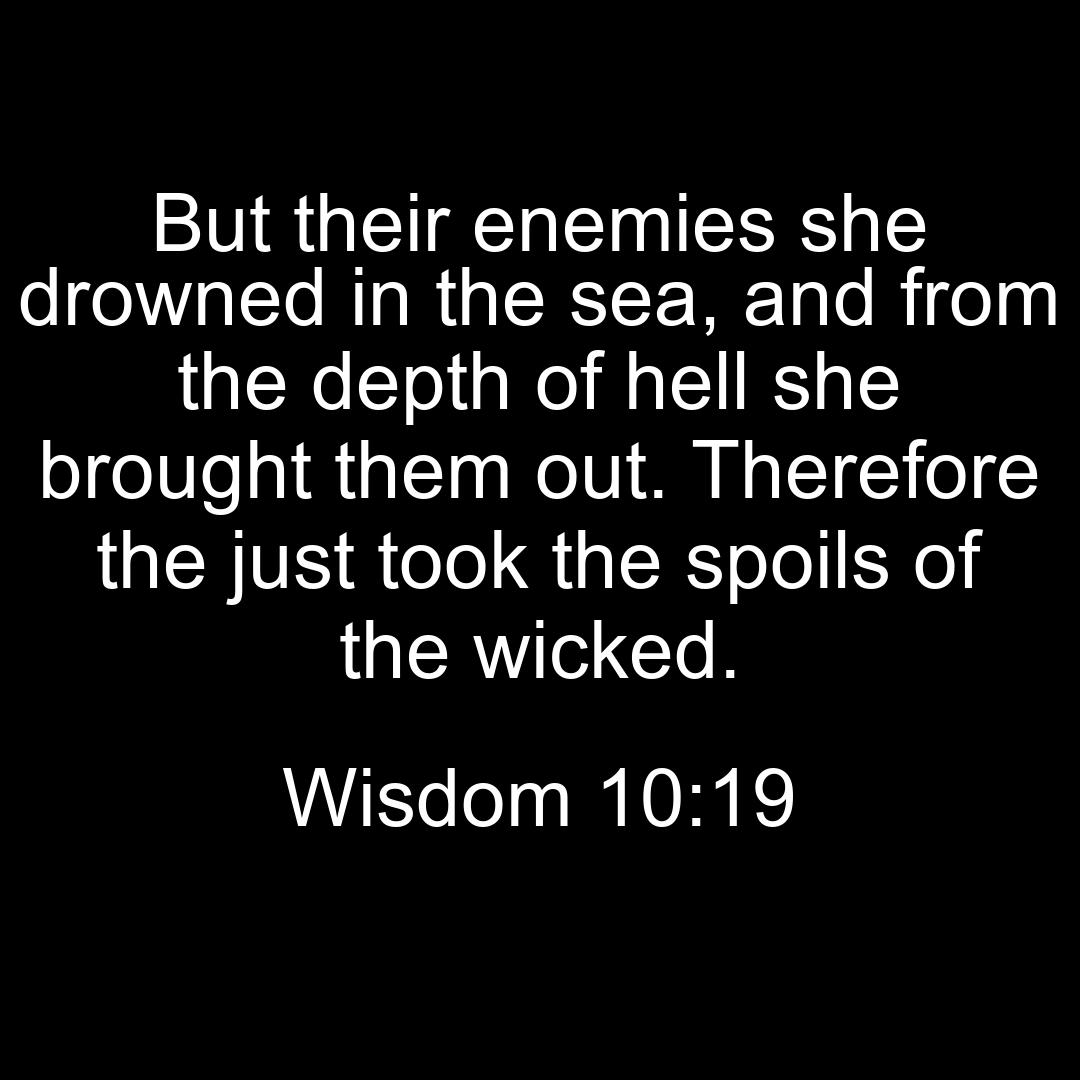 But their enemies she
drowned in the sea, and from
the depth of hell she
brought them out. Therefore
the just took the spoils of
the wicked.
Wisdom 10:19